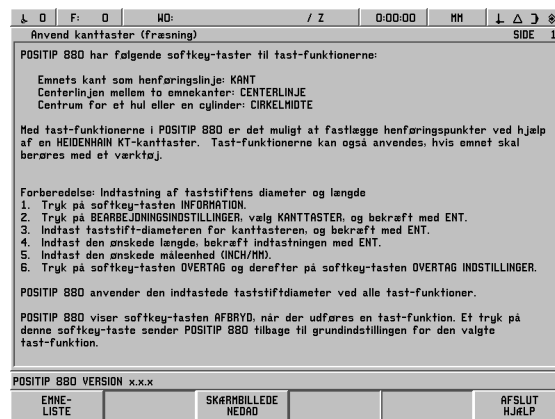 0 F: 0 WO: / Z 0:00:00 MM
Anvend kanttaster (fræsning) SIDE 1
POSITIP 880 har følgende softkey-taster til tast-funktionerne:
Emnets kant som henføringslinje: KANT
Centerlinjen mellem to emnekanter: CENTERLINJE
Centrum for et hul eller en cylinder: CIRKELMIDTE
Med tast-funktionerne i POSITIP 880 er det muligt at fastlægge henføringspunkter ved hjælp
af en HEIDENHAIN KT-kanttaster. Tast-funktionerne kan også anvendes, hvis emnet skal
berøres med et værktøj.
Forberedelse: Indtastning af taststiftens diameter og længde
1. Tryk på softkey-tasten INFORMATION.
2. Tryk på BEARBEJDNINGSINDSTILLINGER, vælg KANTTASTER, og bekræft med ENT.
3. Indtast taststift-diameteren for kanttasteren, og bekræft med ENT.
4. Indtast den ønskede længde, bekræft indtastningen med ENT.
5. Indtast den ønskede måleenhed (INCH/MM).
6. Tryk på softkey-tasten OVERTAG og derefter på softkey-tasten OVERTAG INDSTILLINGER.
POSITIP 880 anvender den indtastede taststiftdiameter ved alle tast-funktioner.
POSITIP 880 viser softkey-tasten AFBRYD, når der udføres en tast-funktion. Et tryk på
denne softkey-taste sender POSITIP 880 tilbage til grundindstillingen for den valgte
tast-funktion.
POSITIP 880 VERSION x.x.x
EMNE-
LISTE
SKÆRMBILLEDE
NEDAD
AFSLUT
HJÆLP